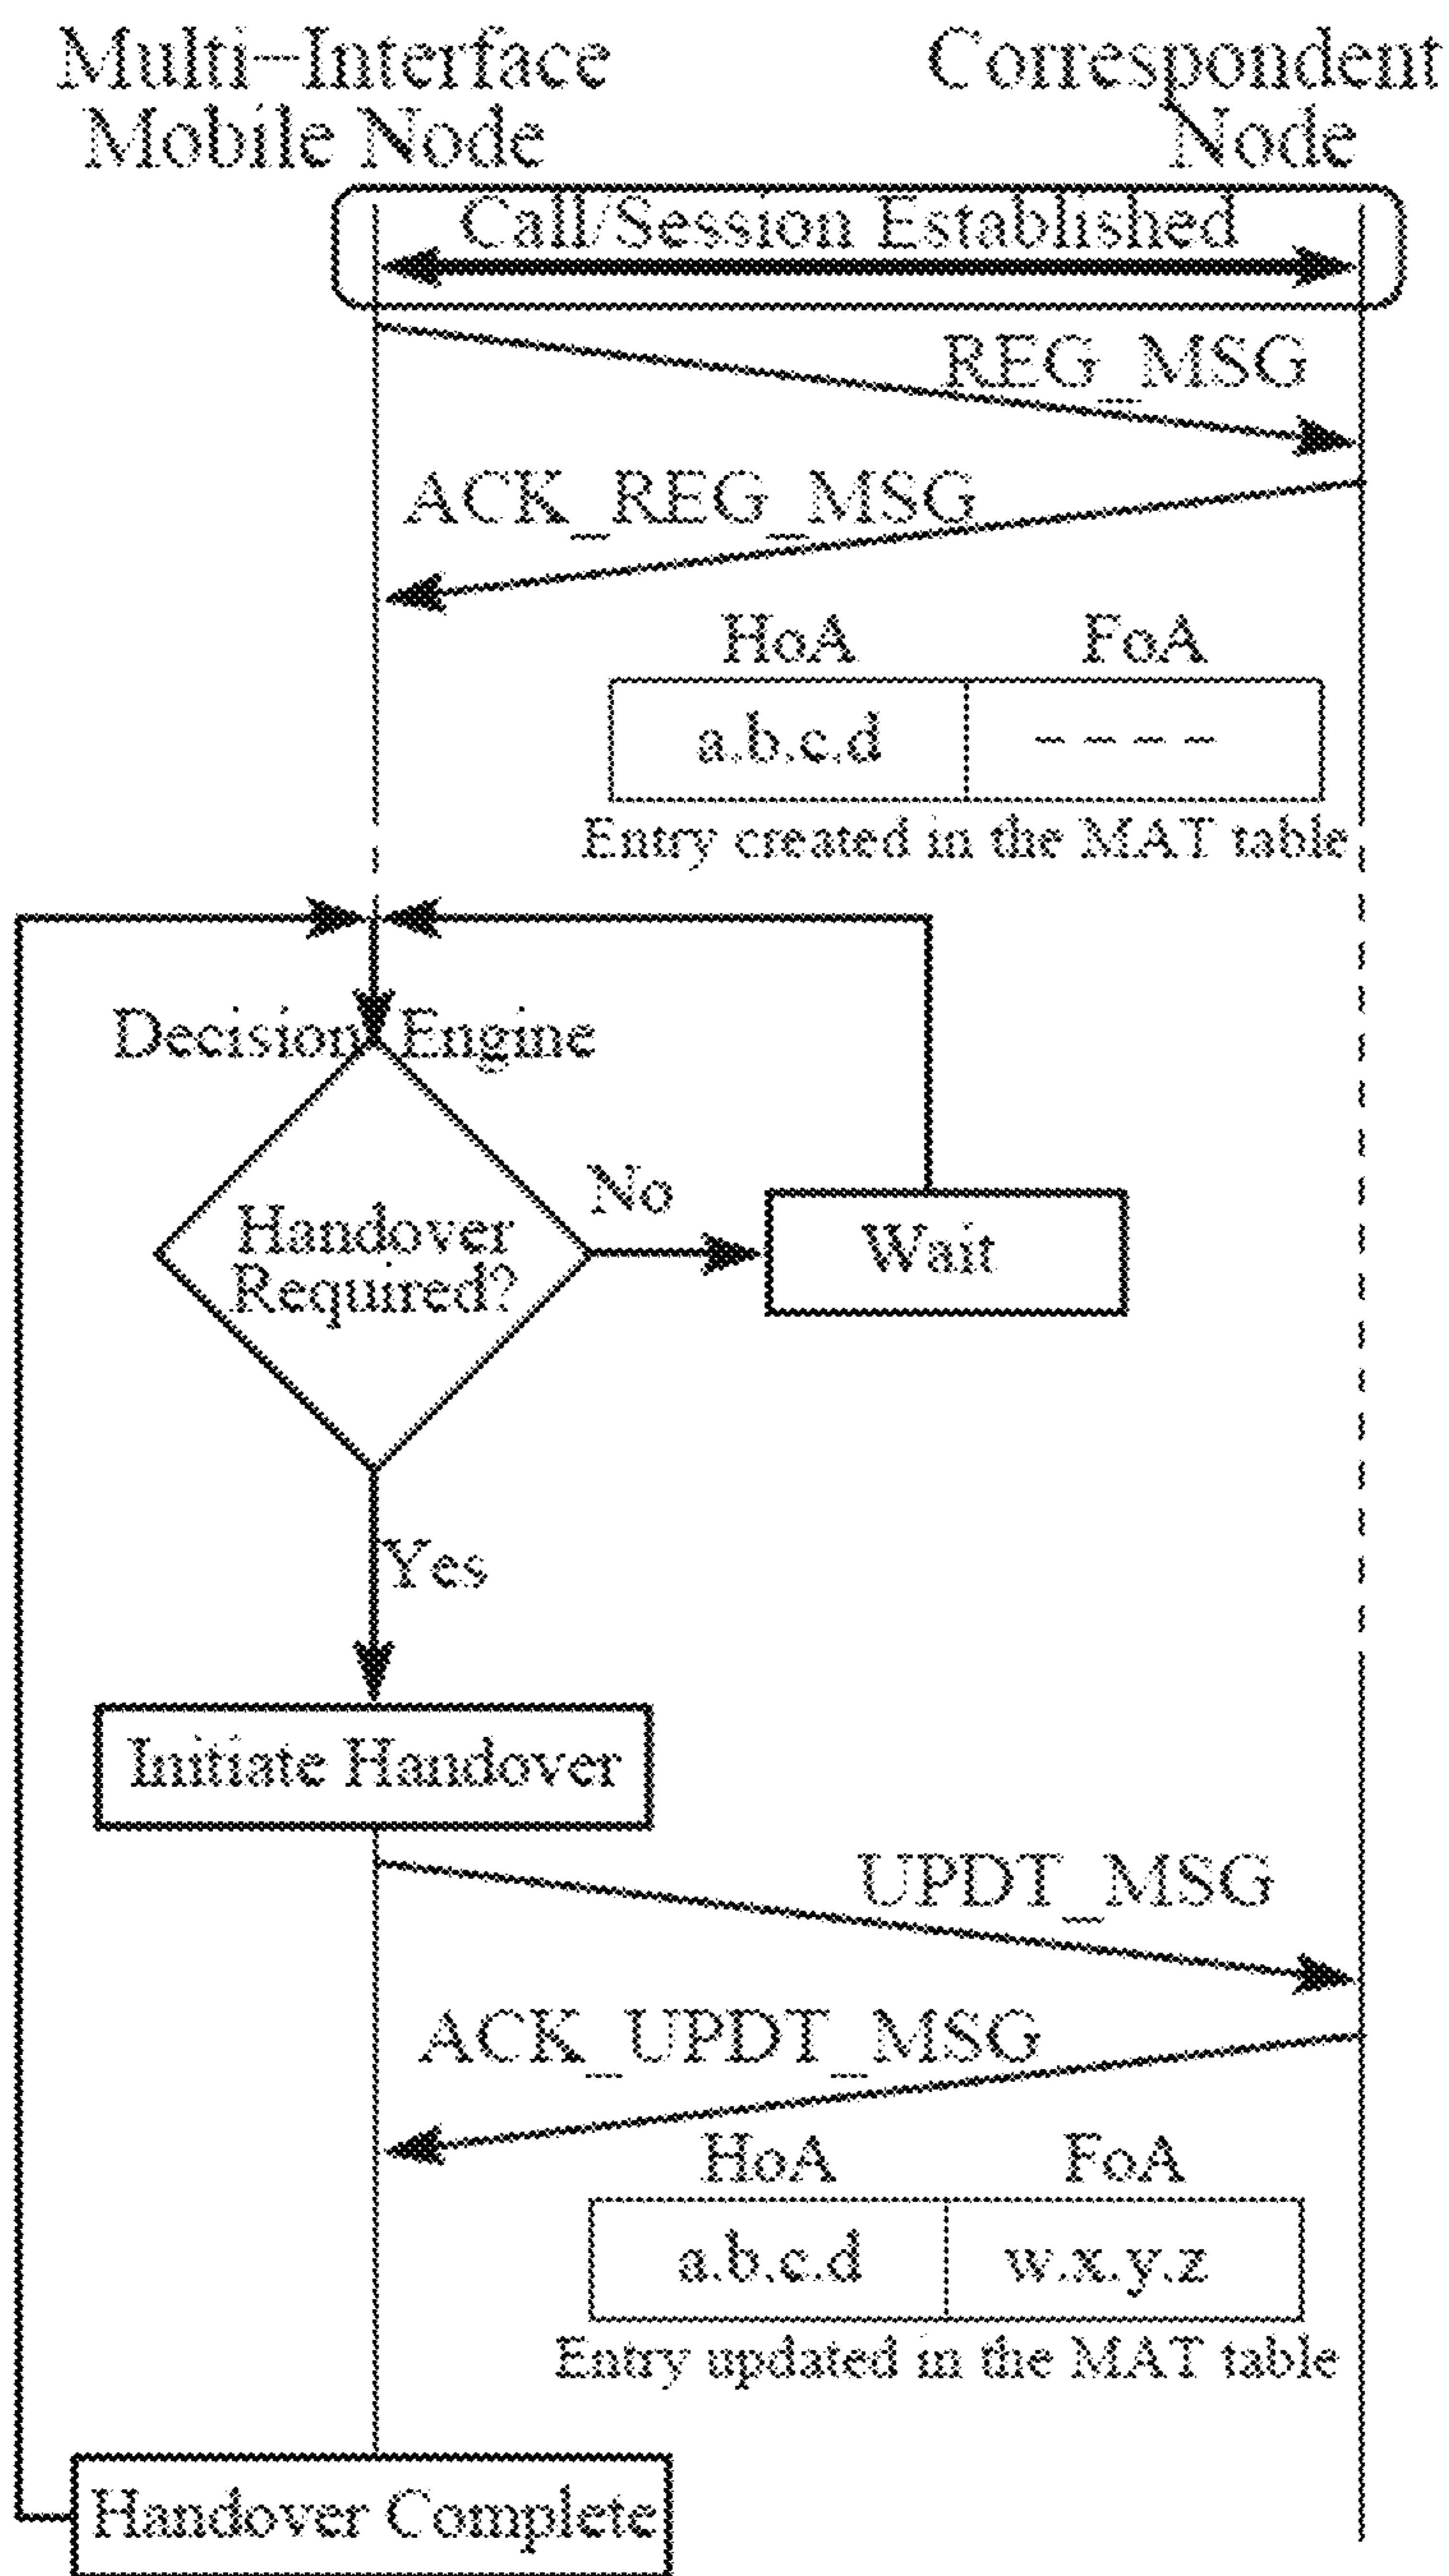 Multi–Interface
Mobile Node
Correspondent
Node
Call/Session Established
REG_MSG
ACK_REG_MSG
HoA FoA
a.b.c.d – – – –
Entry created in the MAT table
Decision Engine
Handover
Required?
No
Wait
Yes
Initiate Handover
UPDT_MSG
ACK_UPDT_MSG
HoA FoA
a.b.c.d w.x.y.z
Entry updated in the MAT table
Handover Complete